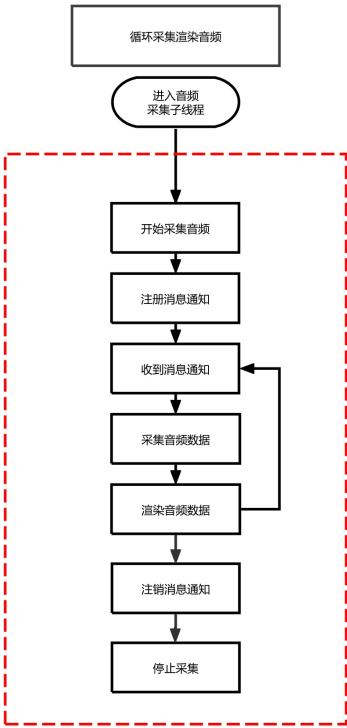 循环采集渲染音频
进入音频
采集子线程
开始采集音频
注册消息通知
收到消息通知
采集音频数据
渲染音频数据
注销消息通知
停止采集